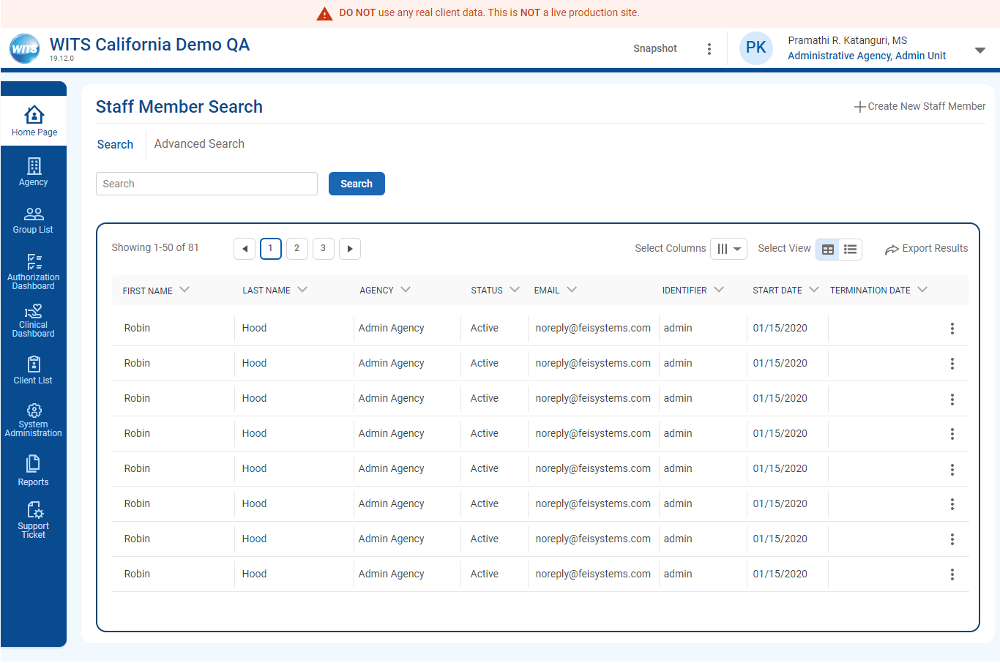 DO NOT use any real client data. This is NOT a live production site.
WITS
WITS California Demo QA
19.12.0
Snapshot
PK
Pramathi R. Katanguri, MS
Administrative Agency, Admin Unit
Home Page
Agency
Group List
Authorization
Dashboard
Clinical
Dashboard
Client List
System
Administration
Reports
Support
Ticket
Staff Member Search
Create New Staff Member
Search Advanced Search
Search Search
Showing 1-50 of 81 1 2 3 Select Columns Select View Export Results
FIRST NAME LAST NAME AGENCY STATUS EMAIL IDENTIFIER START DATE TERMINATION DATE
Robin Hood Admin Agency Active noreply@feisystems.com admin 01/15/2020
Robin Hood Admin Agency Active noreply@feisystems.com admin 01/15/2020
Robin Hood Admin Agency Active noreply@feisystems.com admin 01/15/2020
Robin Hood Admin Agency Active noreply@feisystems.com admin 01/15/2020
Robin Hood Admin Agency Active noreply@feisystems.com admin 01/15/2020
Robin Hood Admin Agency Active noreply@feisystems.com admin 01/15/2020
Robin Hood Admin Agency Active noreply@feisystems.com admin 01/15/2020
Robin Hood Admin Agency Active noreply@feisystems.com admin 01/15/2020